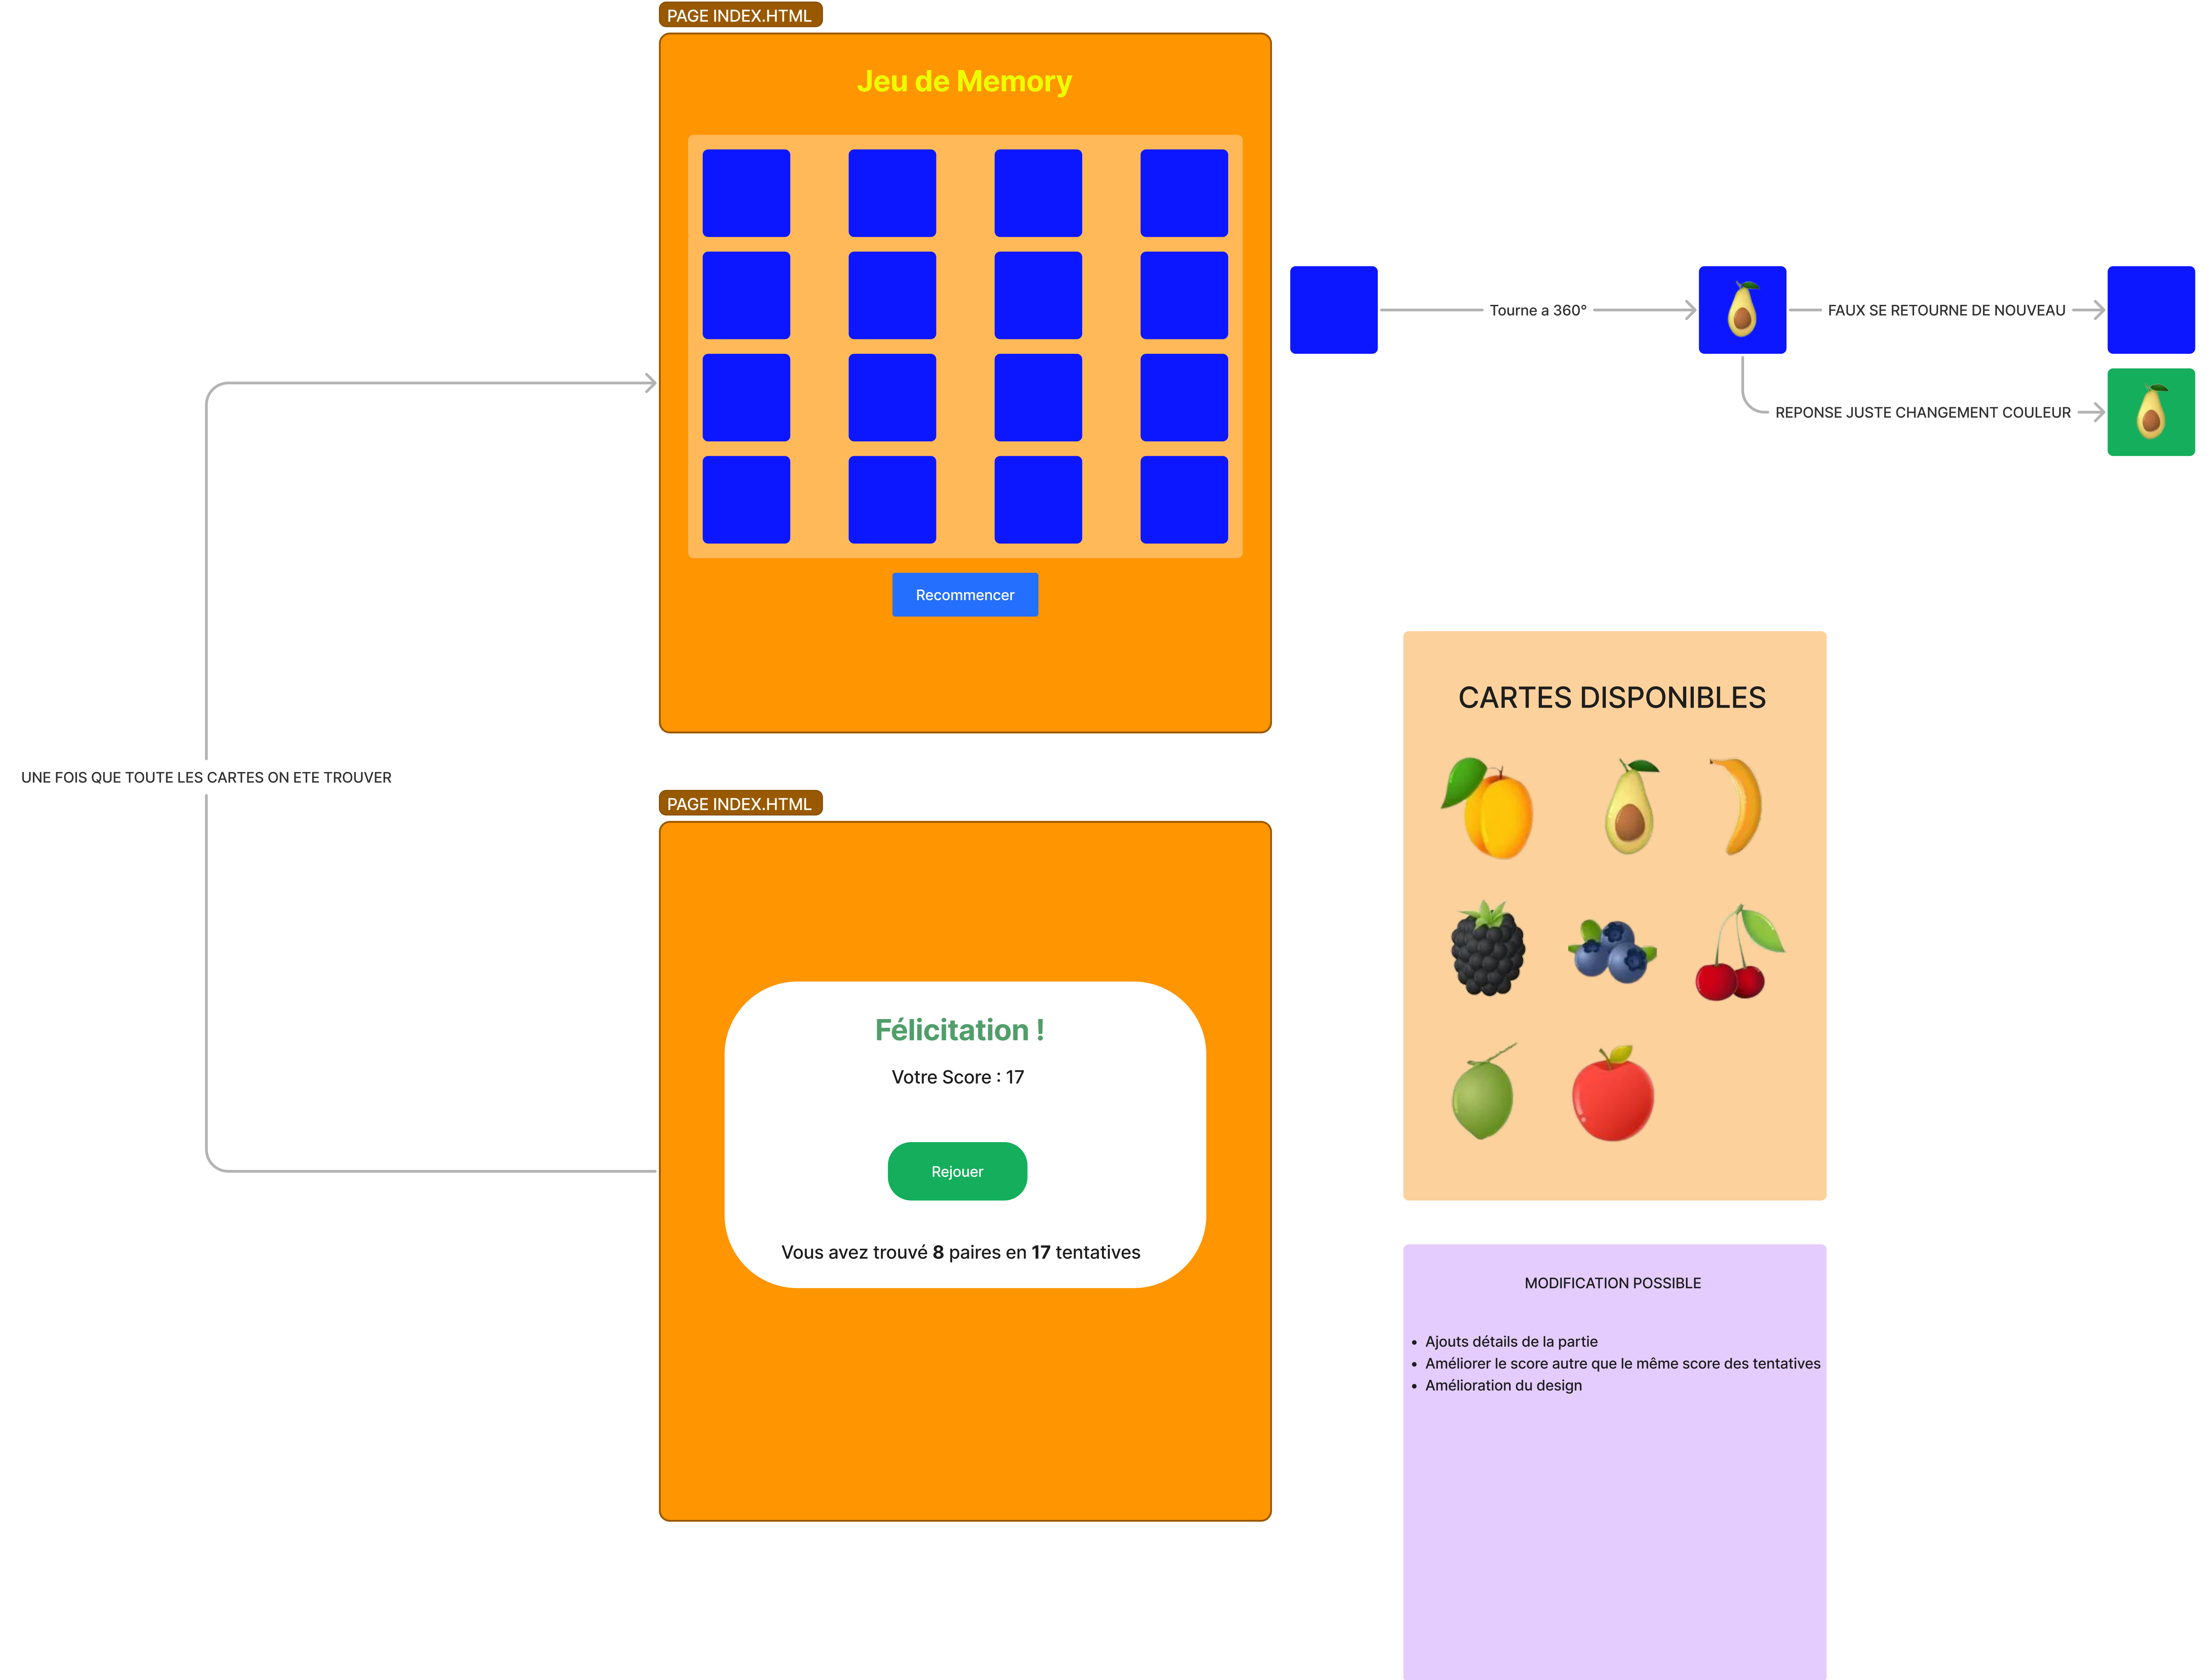 PAGE INDEX.HTML
Jeu de Memory
Recommencer
Tourne a 360°
FAUX SE RETOURNE DE NOUVEAU
REPONSE JUSTE CHANGEMENT COULEUR
CARTES DISPONIBLES
UNE FOIS QUE TOUTE LES CARTES ON ETE TROUVER
PAGE INDEX.HTML
Félicitation !
Votre Score : 17
Rejouer
Vous avez trouvé 8 paires en 17 tentatives
MODIFICATION POSSIBLE
• Ajouts détails de la partie
• Améliorer le score autre que le même score des tentatives
• Amélioration du design